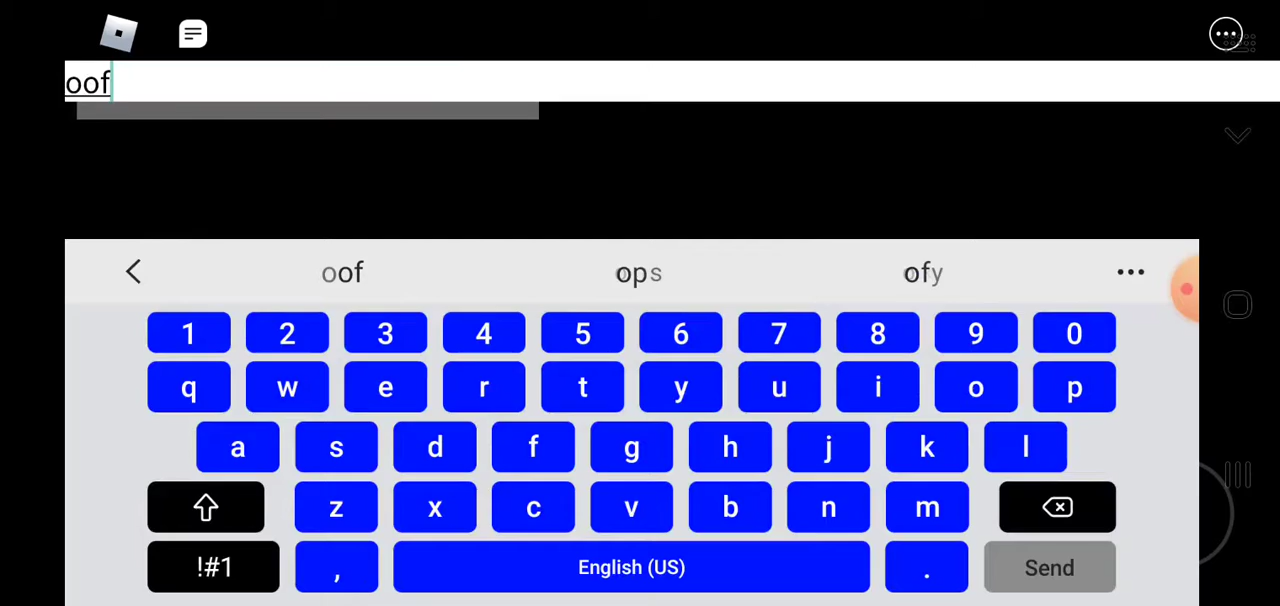 oof
oof ops ofy
1 2 3 4 5 6 7 8 9 0
q w e r t y u i o p
a s d f g h j k l
z x c v b n m
!#1 , English (US) . Send